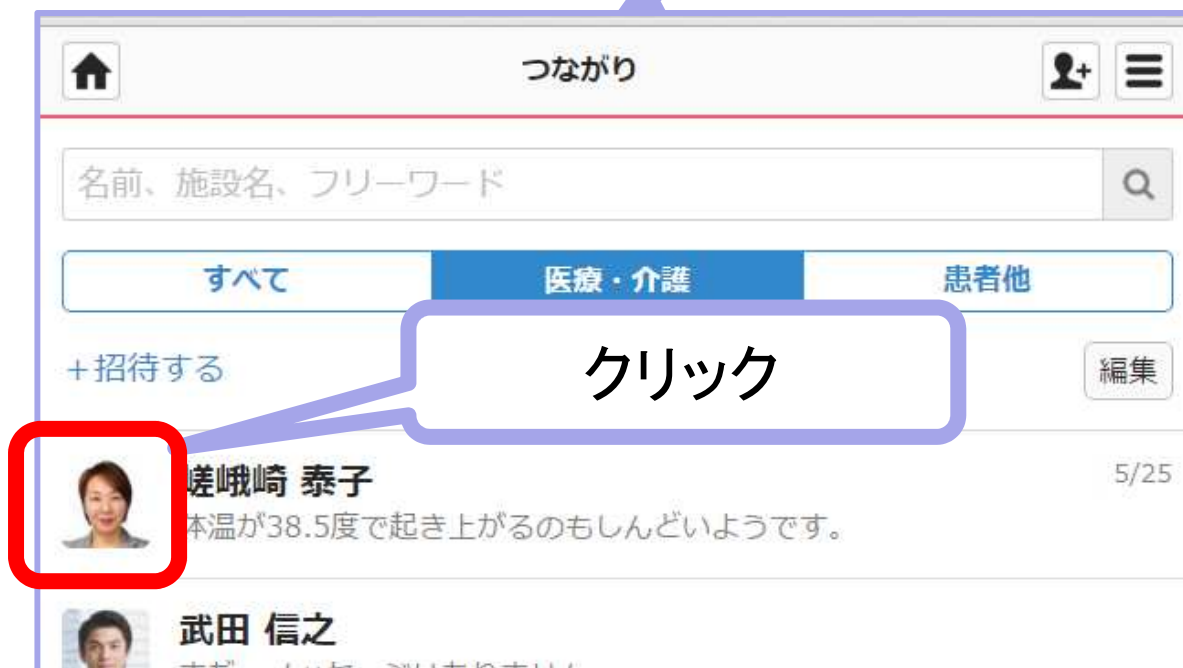 つながり
名前、施設名、フリーワード
すべて 医療・介護 患者他
+招待する
クリック
編集
嵯峨崎 泰子 5/25
体温が38.5度で起き上がるのもしんどいようです。
武田 信之